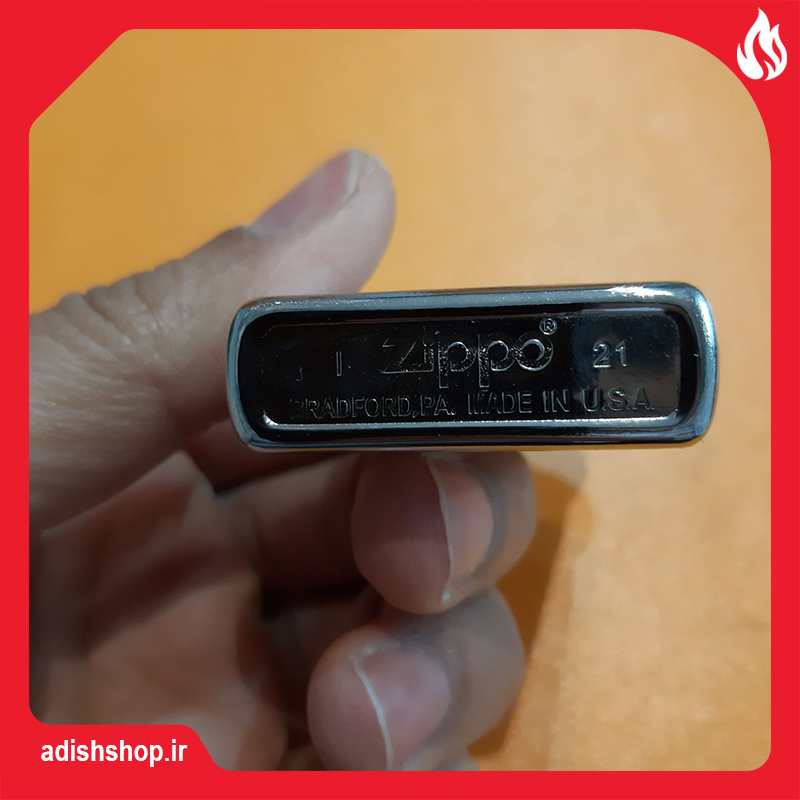 I Zippo® 21
BRADFORD, PA. MADE IN U.S.A.
adishshop.ir